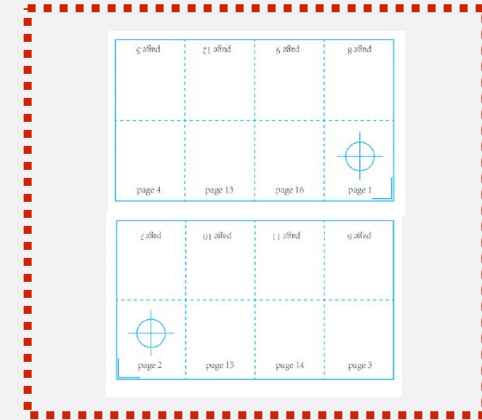 page 5 page 12 page 9 page 8
page 4 page 13 page 16 page 1
page 7 page 10 page 11 page 6
page 2 page 15 page 14 page 3